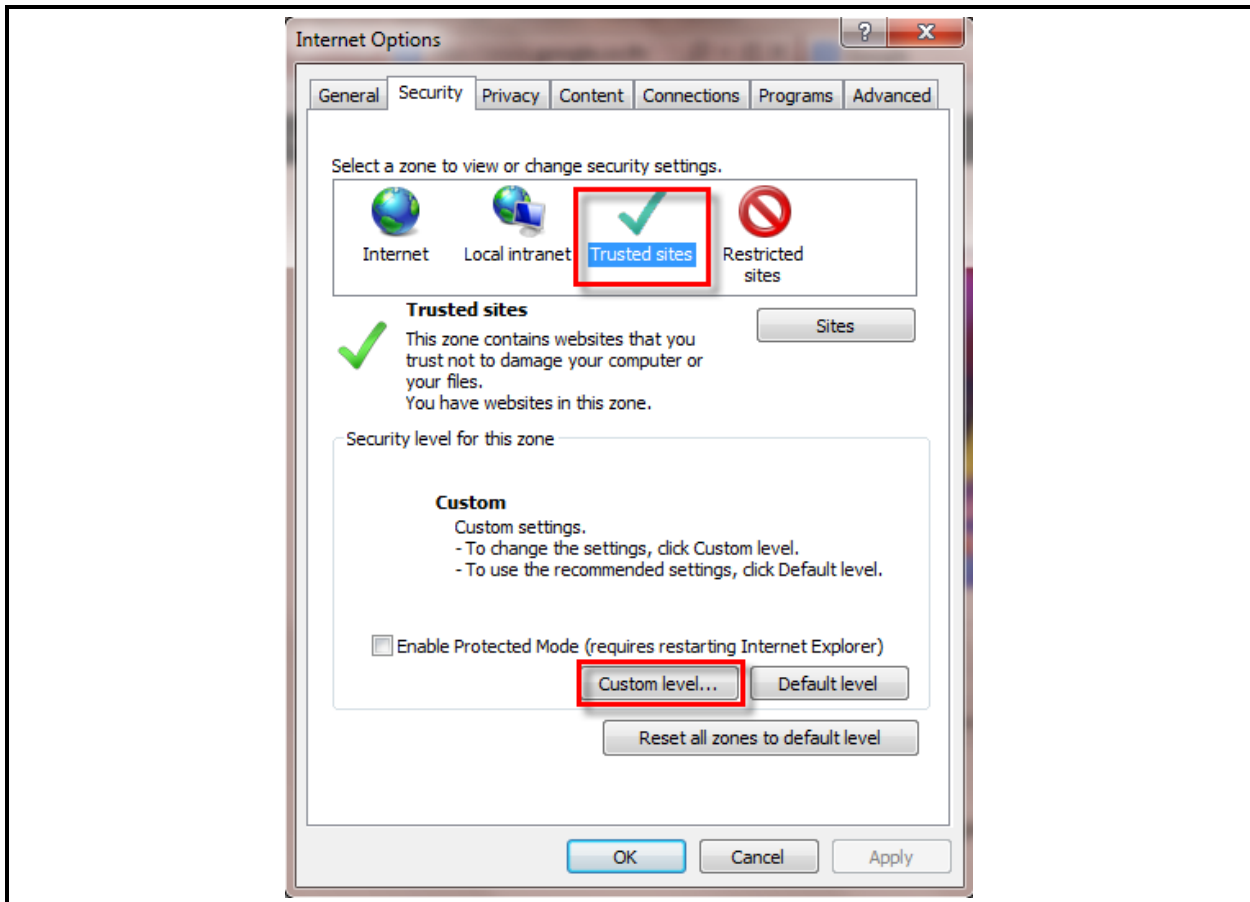 Internet Options
?
X
General Security Privacy Content Connections Programs Advanced
Select a zone to view or change security settings.
Internet Local intranet Trusted sites Restricted
sites
Trusted sites
Sites
This zone contains websites that you
trust not to damage your computer or
your files.
You have websites in this zone.
Security level for this zone
Custom
Custom settings.
- To change the settings, click Custom level.
- To use the recommended settings, click Default level.
Enable Protected Mode (requires restarting Internet Explorer)
Custom level... Default level
Reset all zones to default level
OK Cancel Apply